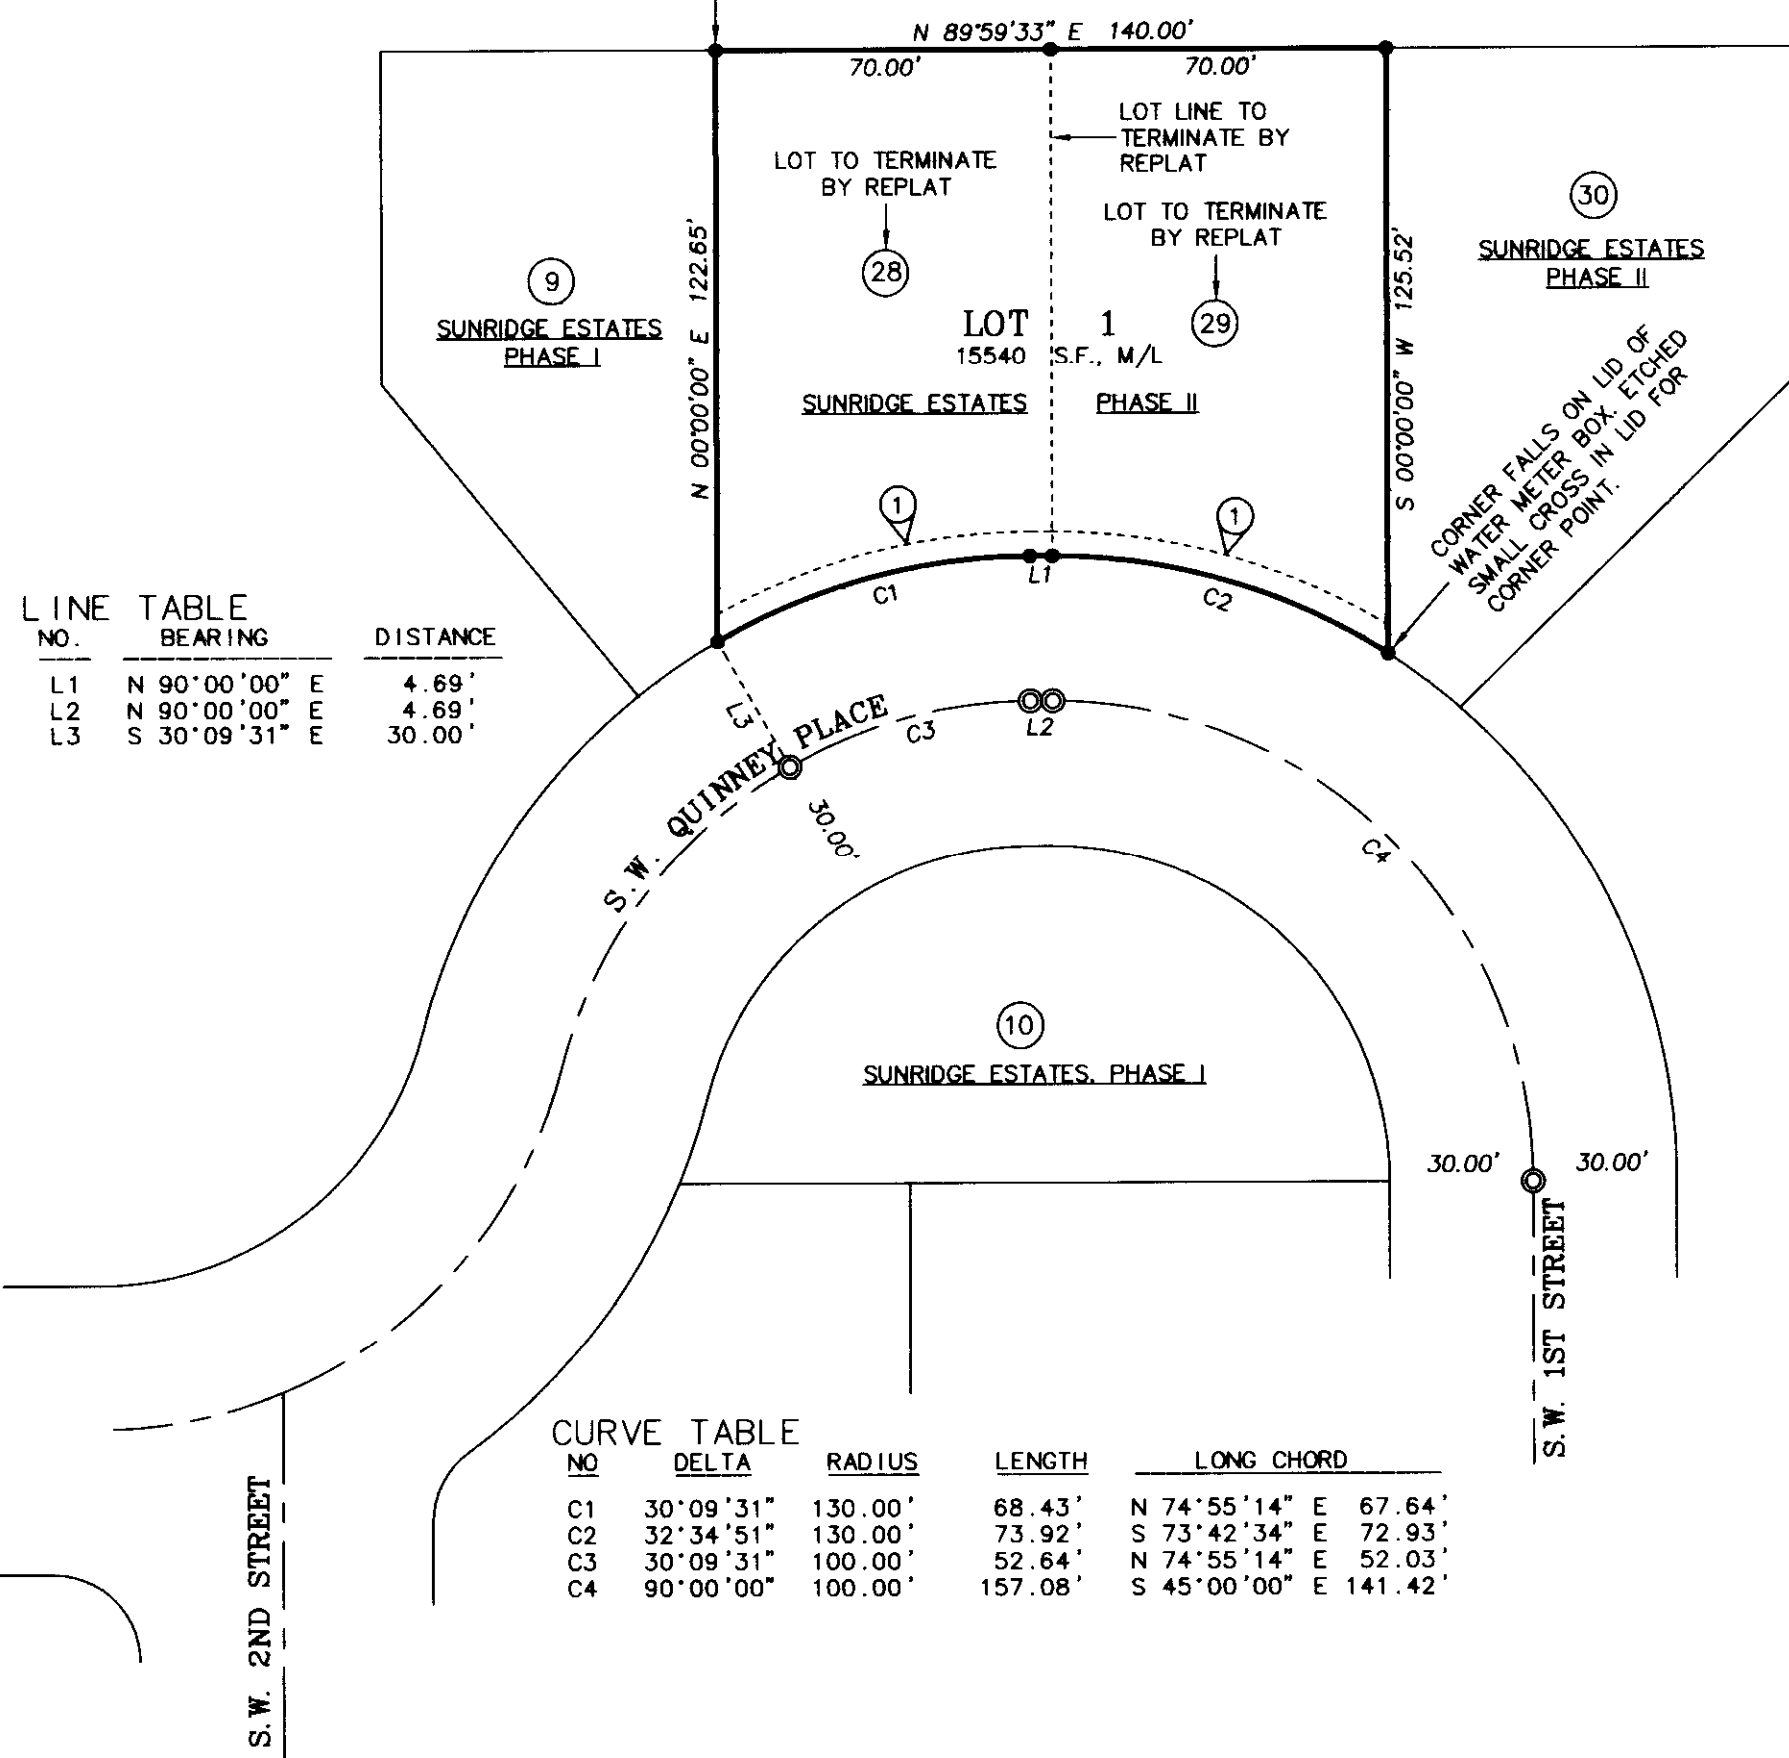 N 89°59'33" E 140.00'
70.00'
70.00'
LOT LINE TO
TERMINATE BY
REPLAT
LOT TO TERMINATE
BY REPLAT
LOT TO TERMINATE
BY REPLAT
28
29
30
SUNRIDGE ESTATES
PHASE II
9
SUNRIDGE ESTATES
PHASE I
N 00°00'00" E 122.65'
S 00°00'00" W 125.52'
LOT 1
15540 S.F., M/L
SUNRIDGE ESTATES PHASE II
CORNER FALLS ON LID OF
WATER METER BOX. ETCHED
SMALL CROSS IN LID FOR
CORNER POINT.
1
1
C1
L1
C2
LINE TABLE
NO. BEARING DISTANCE
L1 N 90°00'00" E 4.69'
L2 N 90°00'00" E 4.69'
L3 S 30°09'31" E 30.00'
L3
S.W. QUINNEY PLACE
C3
L2
30.00'
C4
10
SUNRIDGE ESTATES, PHASE I
30.00'
30.00'
S.W. 1ST STREET
S.W. 2ND STREET
CURVE TABLE
NO DELTA RADIUS LENGTH LONG CHORD
C1 30°09'31" 130.00' 68.43' N 74°55'14" E 67.64'
C2 32°34'51" 130.00' 73.92' S 73°42'34" E 72.93'
C3 30°09'31" 100.00' 52.64' N 74°55'14" E 52.03'
C4 90°00'00" 100.00' 157.08' S 45°00'00" E 141.42'